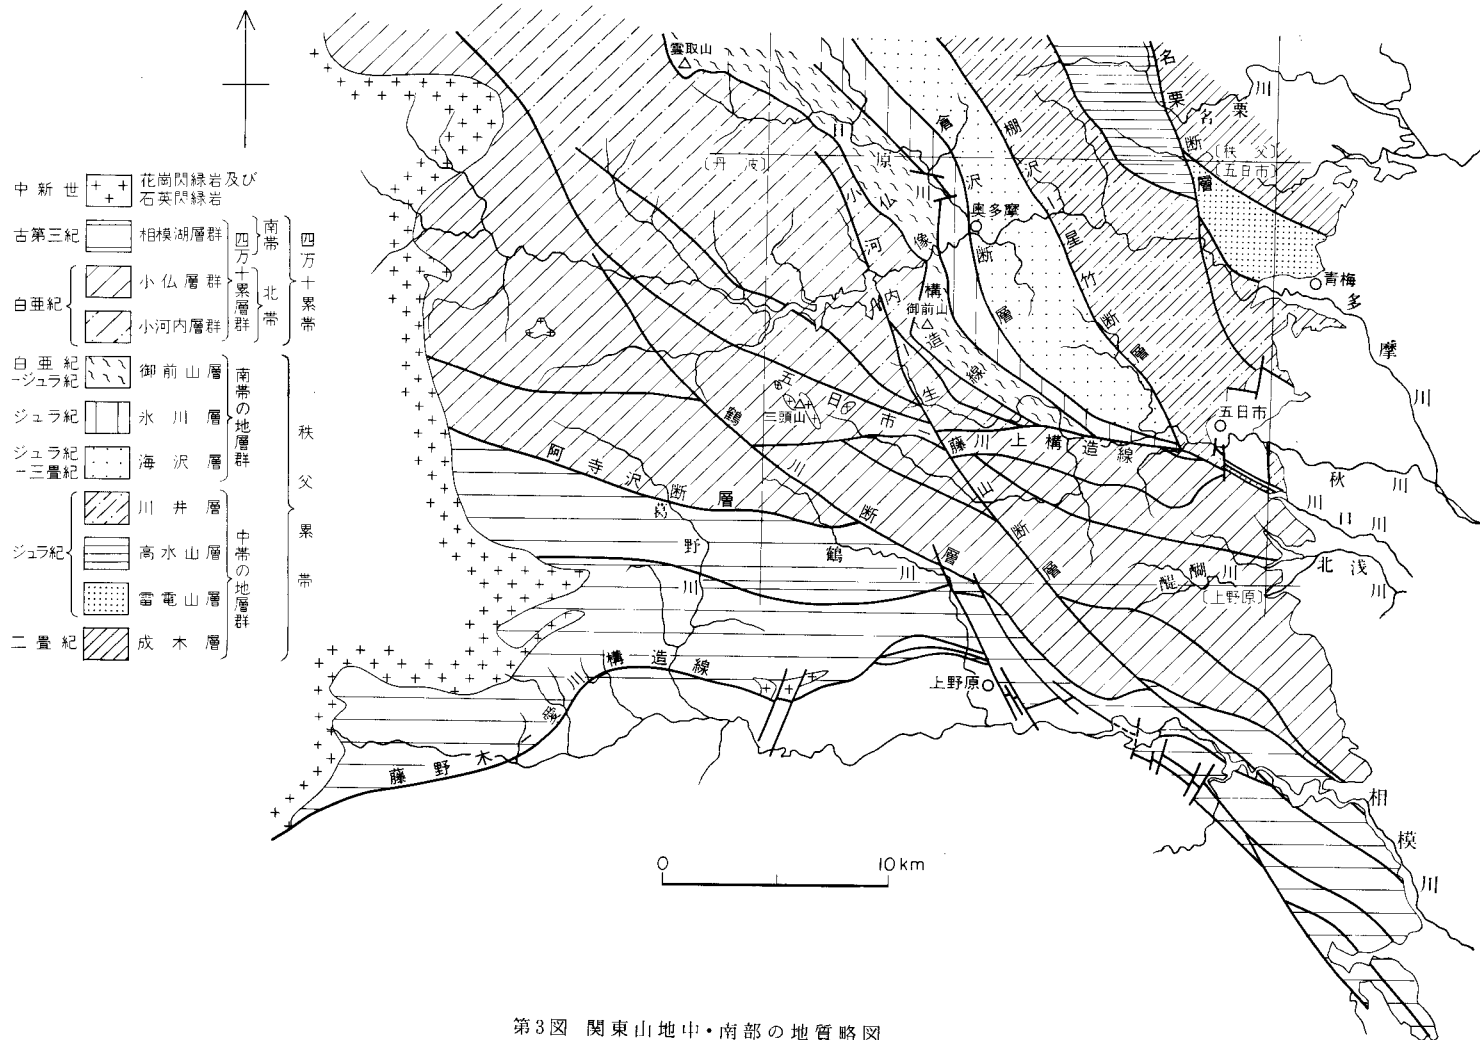 中新世 花崗閃緑岩及び
石英閃緑岩
古第三紀 相模湖層群
白亜紀 小仏層群
小河内層群
白亜紀
-ジュラ紀 御前山層
ジュラ紀 氷川層
ジュラ紀
-三畳紀 海沢層
ジュラ紀 川井層
高水山層
雷電山層
二畳紀 成木層
南帯
北帯
四万十累層群
四万十累帯
南帯の地層群
中帯の地層群
秩父累帯
雲取山
日原川
〔丹波〕
小仏像構造線
倉沢断層
棚沢
星竹断層
名栗断層
名栗川
〔秩父〕
〔五日市〕
奥多摩
河内
御前山
青梅
多摩川
五日市
三頭山
五日市
川上構造線
藤
生
山断層
鶴川断層
阿寺沢断層
葛野川
鶴川
秋川
川口川
北浅川
醍醐川
〔上野原〕
上野原
藤野木
愛川構造線
相模川
0 10km
第3図 関東山地中・南部の地質略図